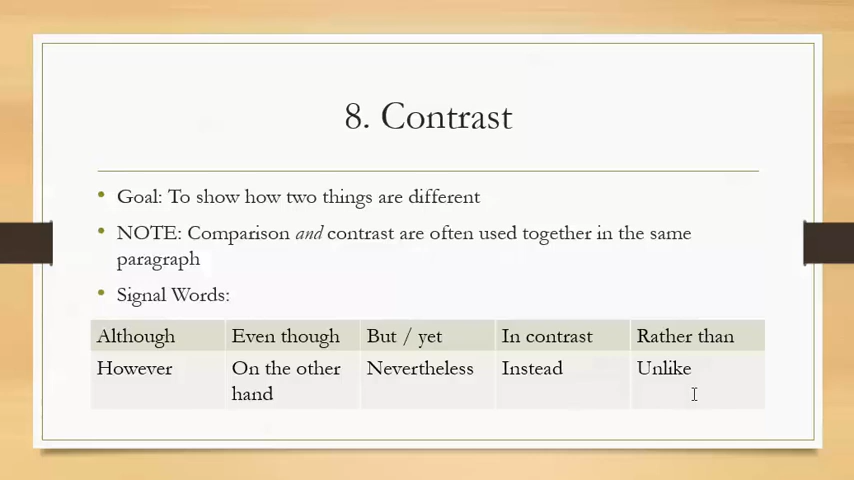 8. Contrast
Goal: To show how two things are different
NOTE: Comparison and contrast are often used together in the same
paragraph
Signal Words:
Although Even though But / yet In contrast Rather than
However On the other Nevertheless Instead Unlike
hand